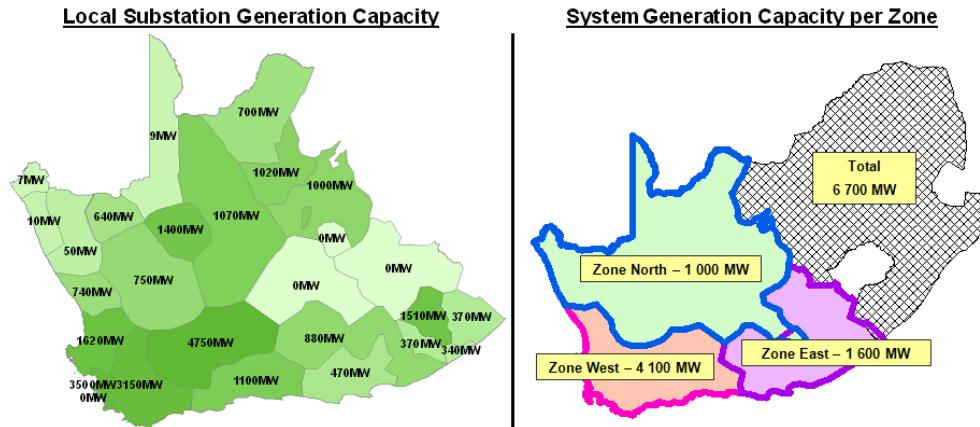 Local Substation Generation Capacity
700MW
9MW
1020MW
1000MW
7MW
10MW
640MW
1070MW
1400MW
0MW
50MW
0MW
750MW
0MW
740MW
1510MW
370MW
1620MW
4750MW
880MW
370MW
340MW
470MW
3500MW
3150MW
1100MW
0MW
System Generation Capacity per Zone
Total
6 700 MW
Zone North – 1 000 MW
Zone East – 1 600 MW
Zone West – 4 100 MW